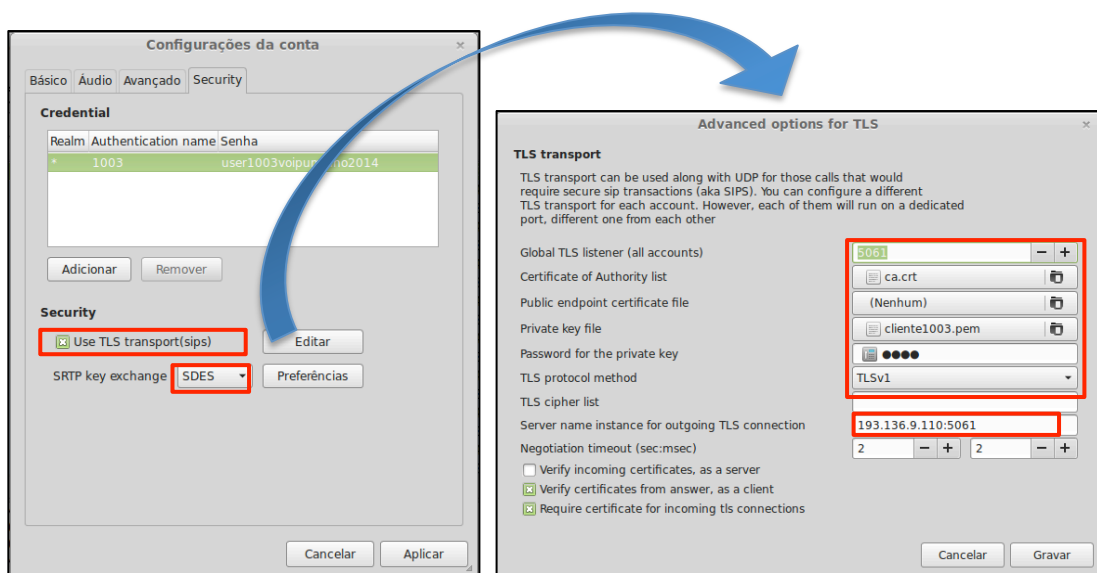 Configurações da conta
Básico Áudio Avançado Security
Credential
Realm Authentication name Senha
* 1003
Adicionar Remover
Security
Use TLS transport(sips) Editar
SRTP key exchange SDES Preferências
Cancelar Aplicar
Advanced options for TLS
TLS transport
TLS transport can be used along with UDP for those calls that would
require secure sip transactions (aka SIPS). You can configure a different
TLS transport for each account. However, each of them will run on a dedicated
port, different one from each other
Global TLS listener (all accounts) 5061
Certificate of Authority list ca.crt
Public endpoint certificate file (Nenhum)
Private key file cliente1003.pem
Password for the private key ●●●●
TLS protocol method TLSv1
TLS cipher list
Server name instance for outgoing TLS connection 193.136.9.110:5061
Negotiation timeout (sec:msec) 2 − + 2 − +
Verify incoming certificates, as a server
Verify certificates from answer, as a client
Require certificate for incoming tls connections
Cancelar Gravar